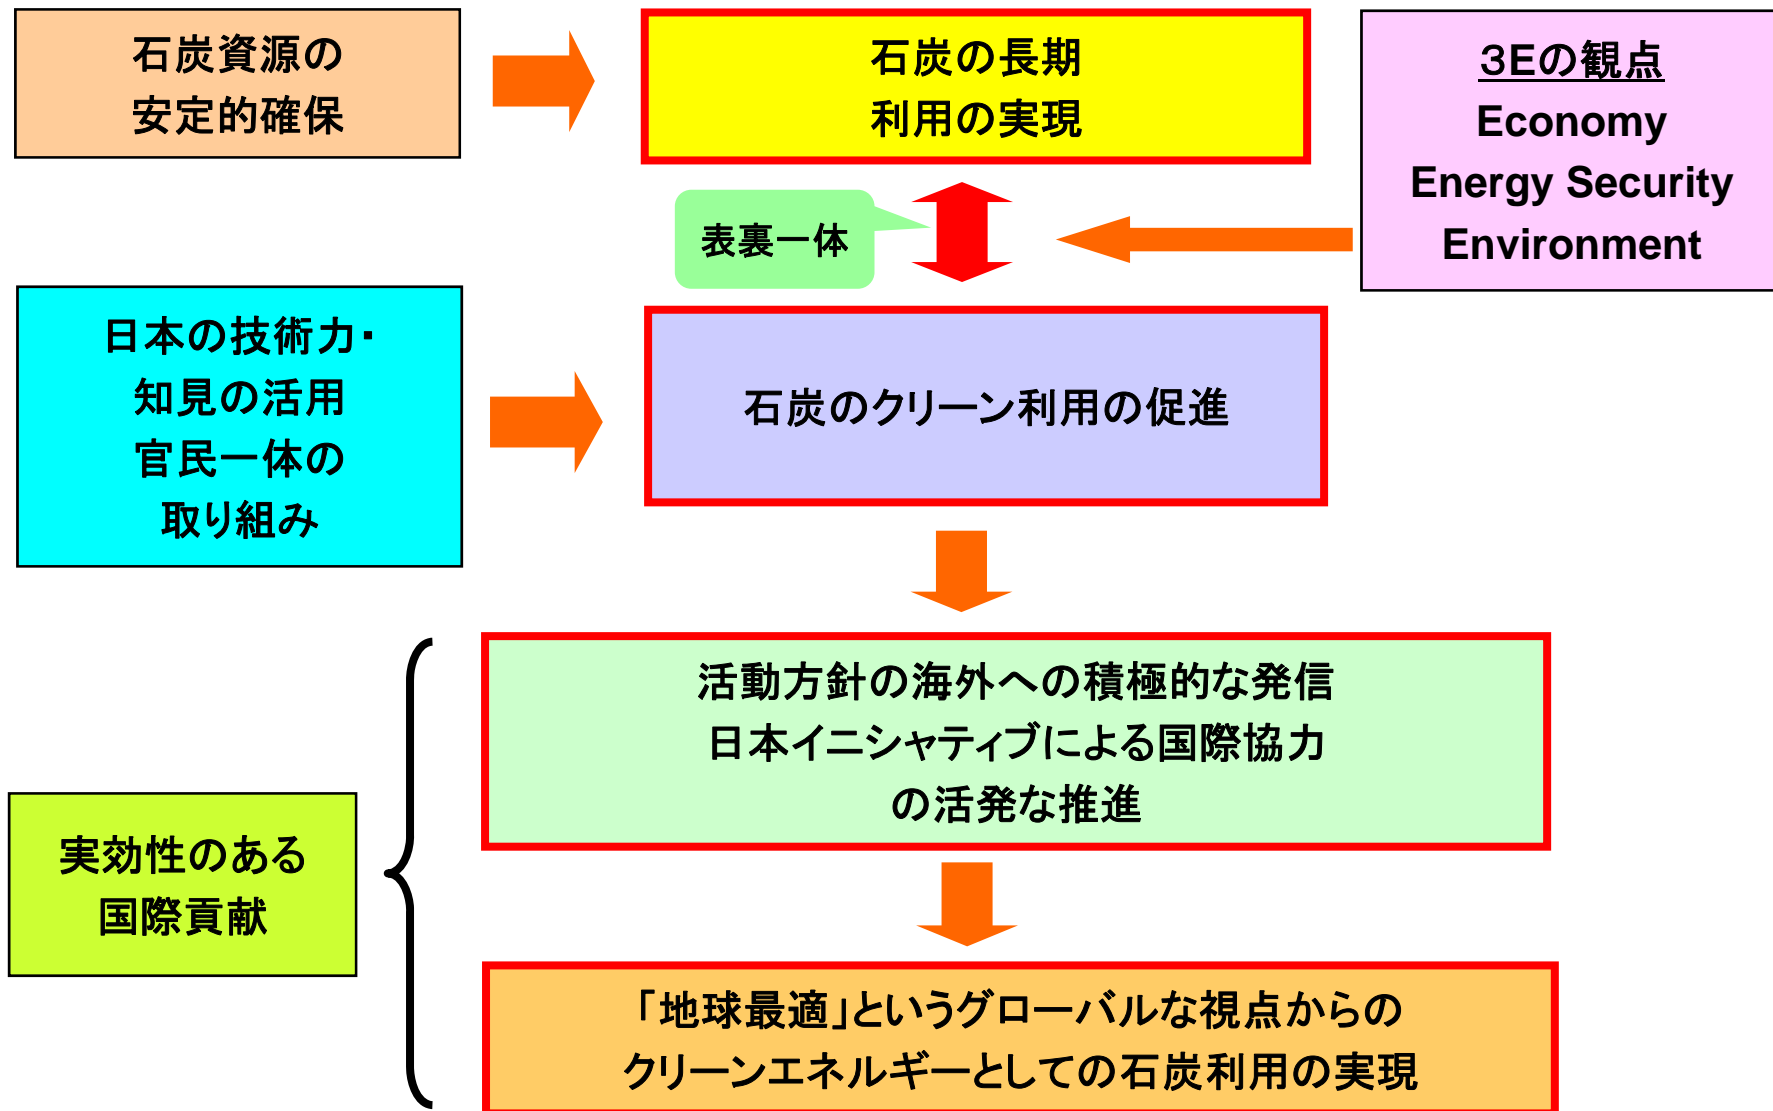 石炭資源の
安定的確保
石炭の長期
利用の実現
３Eの観点
Economy
Energy Security
Environment
表裏一体
日本の技術力・
知見の活用
官民一体の
取り組み
石炭のクリーン利用の促進
活動方針の海外への積極的な発信
日本イニシャティブによる国際協力
の活発な推進
実効性のある
国際貢献
「地球最適」というグローバルな視点からの
クリーンエネルギーとしての石炭利用の実現